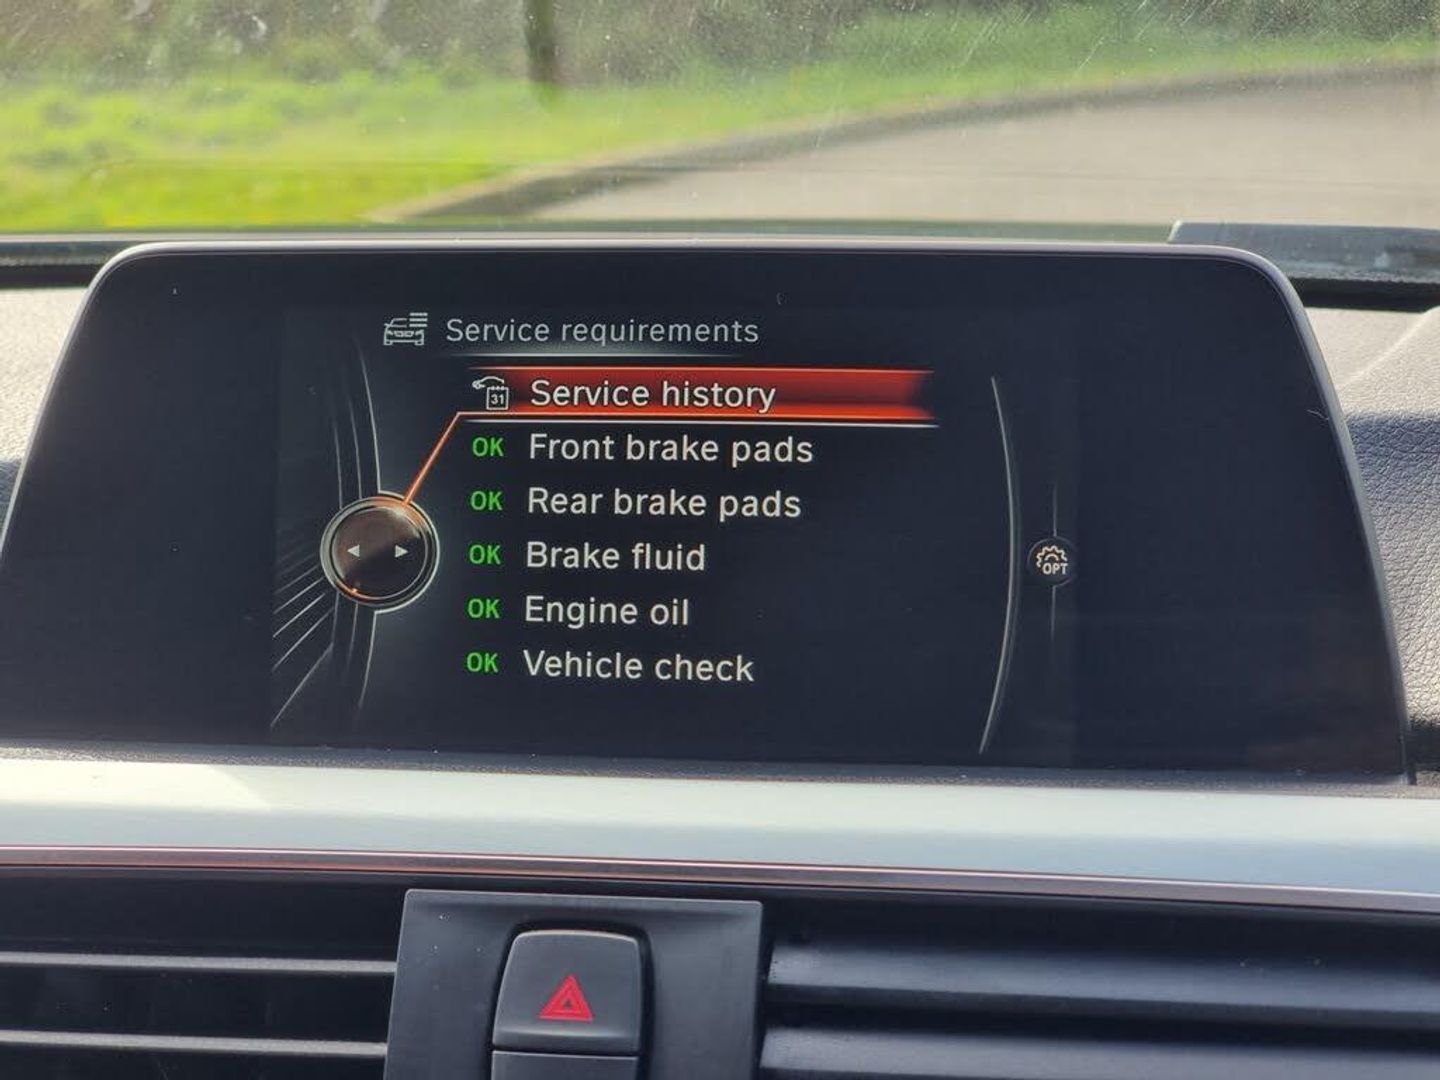 Service requirements
31 Service history
OK Front brake pads
OK Rear brake pads
OK Brake fluid
OPT
OK Engine oil
OK Vehicle check